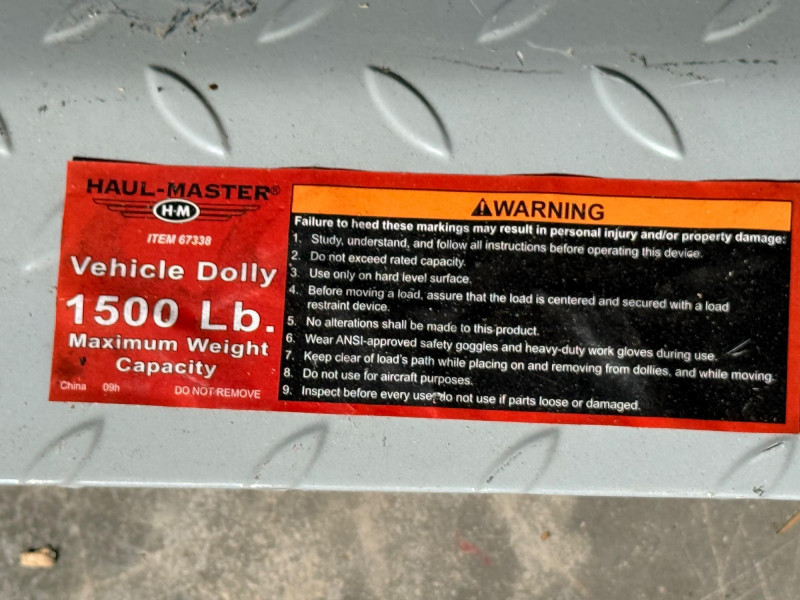 HAUL-MASTER®
H-M
ITEM 67338
Vehicle Dolly
1500 Lb.
Maximum Weight
Capacity
China 09h DO NOT REMOVE
WARNING
Failure to heed these markings may result in personal injury and/or property damage:
1. Study, understand, and follow all instructions before operating this device.
2. Do not exceed rated capacity.
3. Use only on hard level surface.
4. Before moving a load, assure that the load is centered and secured with a load
restraint device.
5. No alterations shall be made to this product.
6. Wear ANSI-approved safety goggles and heavy-duty work gloves during use.
7. Keep clear of load's path while placing on and removing from dollies, and while moving.
8. Do not use for aircraft purposes.
9. Inspect before every use; do not use if parts loose or damaged.